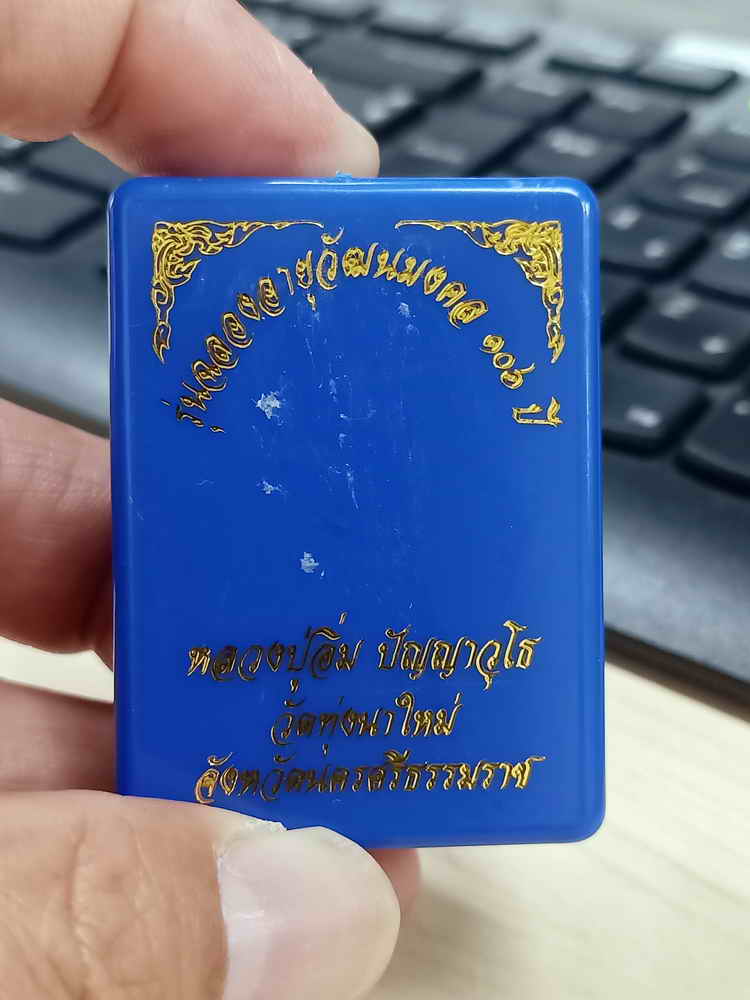 รุ่นฉลองอายุวัฒนมงคล ๑๐๖ ปี
หลวงปู่อิ่ม ปัญญาวุโธ
วัดทุ่งนาใหม่
จังหวัดนครศรีธรรมราช